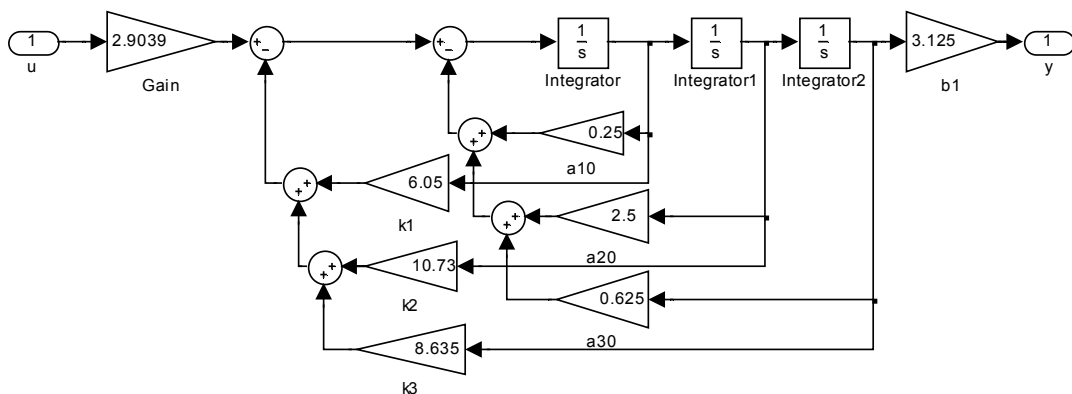 1
u
2.9039
Gain
+
−
+
−
1
s
Integrator
1
s
Integrator1
1
s
Integrator2
3.125
b1
1
y
+
+
0.25
a10
+
+
6.05
k1
+
+
2.5
a20
+
+
10.73
k2
0.625
a30
8.635
k3